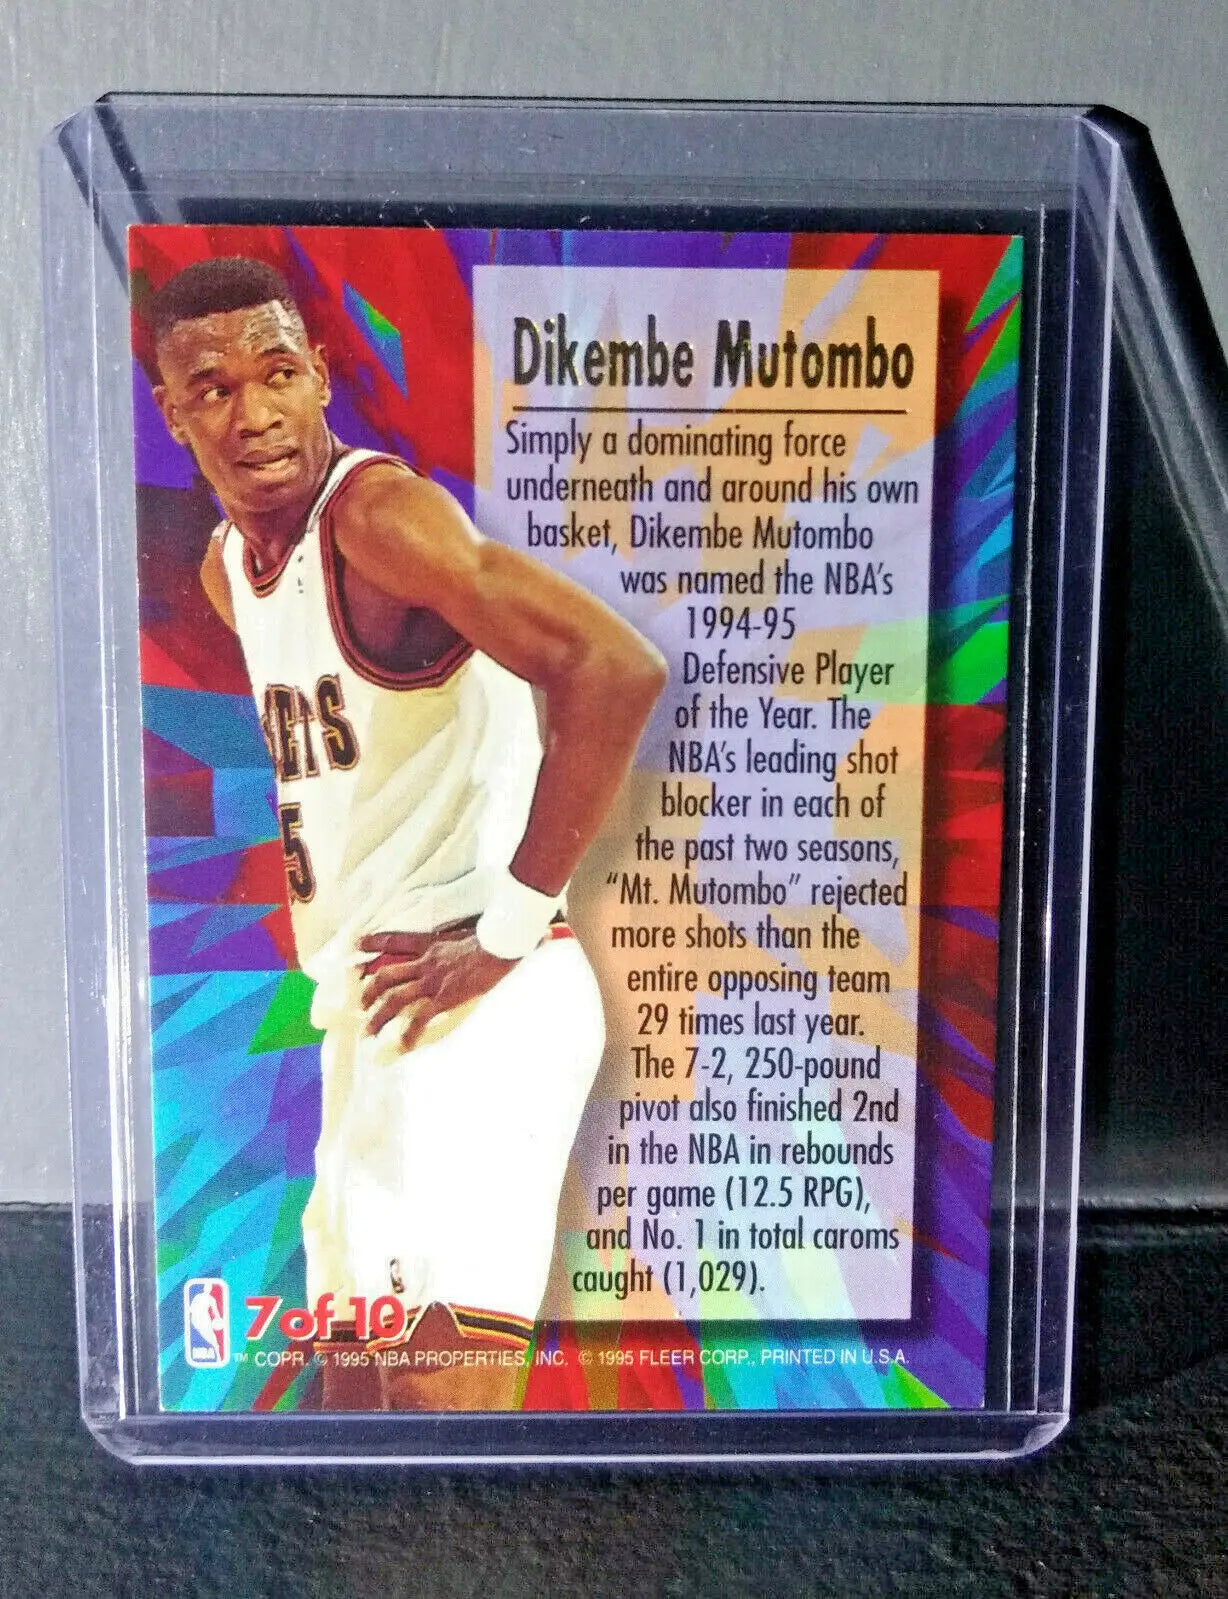 Dikembe Mutombo
Simply a dominating force
underneath and around his own
basket, Dikembe Mutombo
was named the NBA's
1994-95
Defensive Player
of the Year. The
NBA's leading shot
blocker in each of
the past two seasons,
"Mt. Mutombo" rejected
more shots than the
entire opposing team
29 times last year.
The 7-2, 250-pound
pivot also finished 2nd
in the NBA in rebounds
per game (12.5 RPG),
and No. 1 in total caroms
caught (1,029).
ETS
5
NBA
7 of 10
™ COPR. © 1995 NBA PROPERTIES, INC. © 1995 FLEER CORP., PRINTED IN U.S.A.